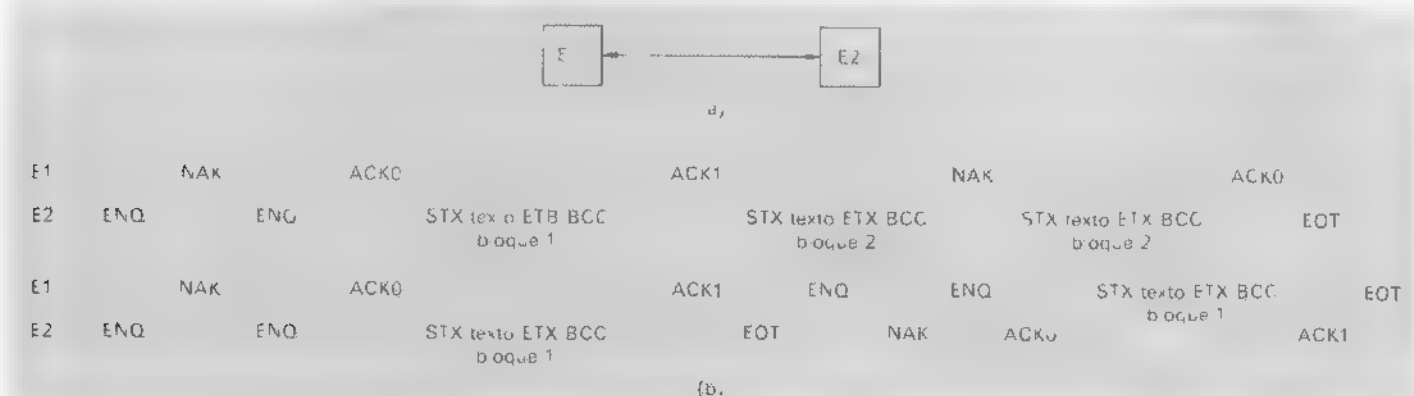 E E2
a)
E1 NAK ACK0 ACK1 NAK ACK0
E2 ENQ ENQ STX texto ETB BCC STX texto ETX BCC STX texto ETX BCC EOT
bloque 1 bloque 2 bloque 2
E1 NAK ACK0 ACK1 ENQ ENQ STX texto ETX BCC EOT
bloque 1
E2 ENQ ENQ STX texto ETX BCC EOT NAK ACK0 ACK1
bloque 1
(b.